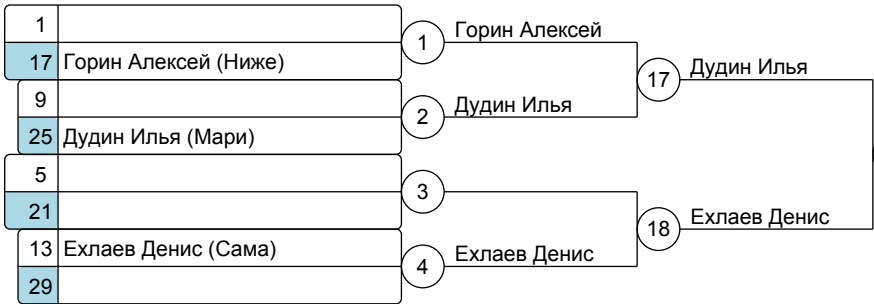 1
17 Горин Алексей (Ниже)
9
25 Дудин Илья (Мари)
5
21
13 Ехлаев Денис (Сама)
29
1 Горин Алексей
2 Дудин Илья
3
4 Ехлаев Денис
17 Дудин Илья
18 Ехлаев Денис